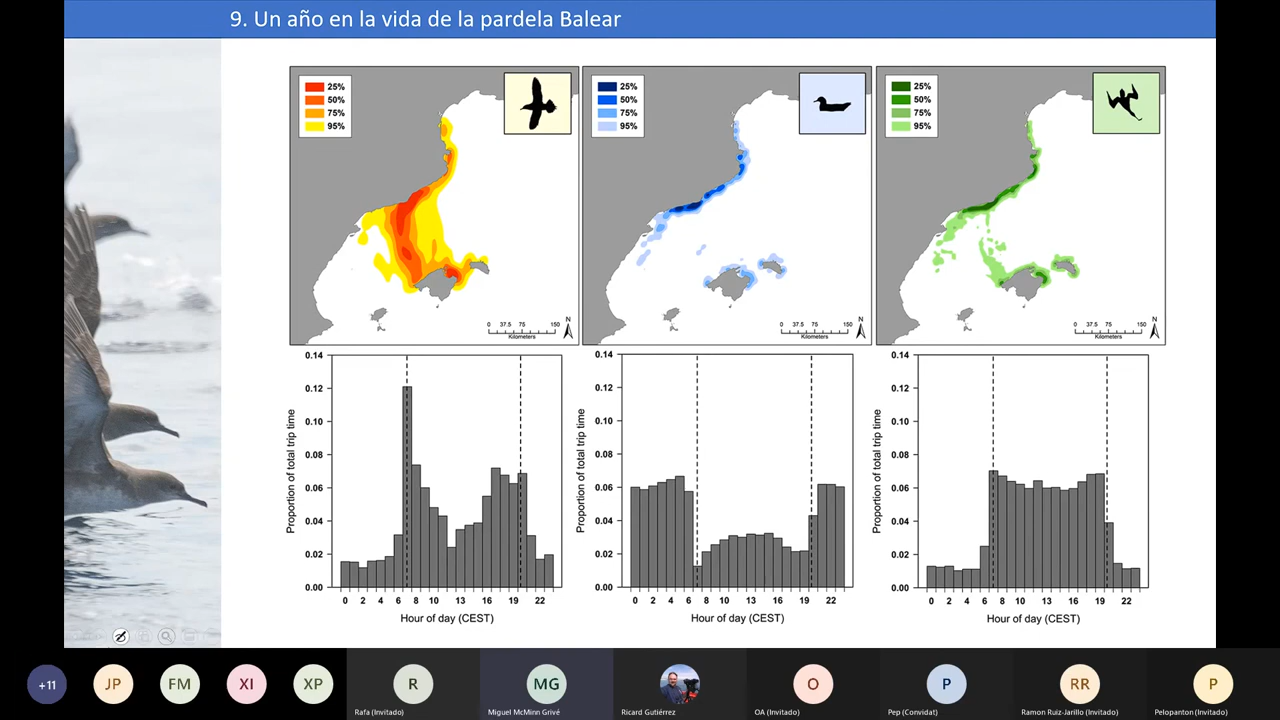 9. Un año en la vida de la pardela Balear
25%
50%
75%
95%
N
0 37.5 75 150
Kilometers
25%
50%
75%
95%
N
0 37.5 75 150
Kilometers
25%
50%
75%
95%
N
0 37.5 75 150
Kilometers
Proportion of total trip time
0.14
0.12
0.10
0.08
0.06
0.04
0.02
0.00
0 2 4 6 8 10 13 16 19 22
Hour of day (CEST)
Proportion of total trip time
0.14
0.12
0.10
0.08
0.06
0.04
0.02
0.00
0 2 4 6 8 10 13 16 19 22
Hour of day (CEST)
Proportion of total trip time
0.14
0.12
0.10
0.08
0.06
0.04
0.02
0.00
0 2 4 6 8 10 13 16 19 22
Hour of day (CEST)
+11 JP FM XI XP R MG O P RR P
Rafa (Invitado) Miguel McMinn Grivé Ricard Gutiérrez OA (Invitado) Pep (Convidat) Ramon Ruiz-Jarillo (Invitado) Pelopanton (Invitado)